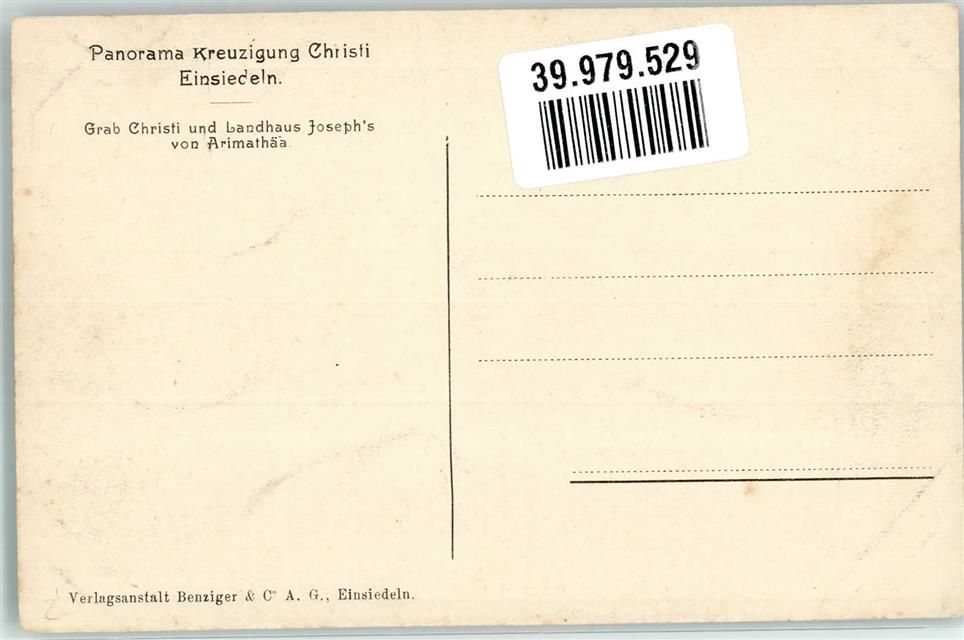 Panorama Kreuzigung Christi
Einsiedeln.
Grab Christi und Landhaus Joseph's
von Arimathäa.
39.979.529
Verlagsanstalt Benziger & Cº A. G., Einsiedeln.